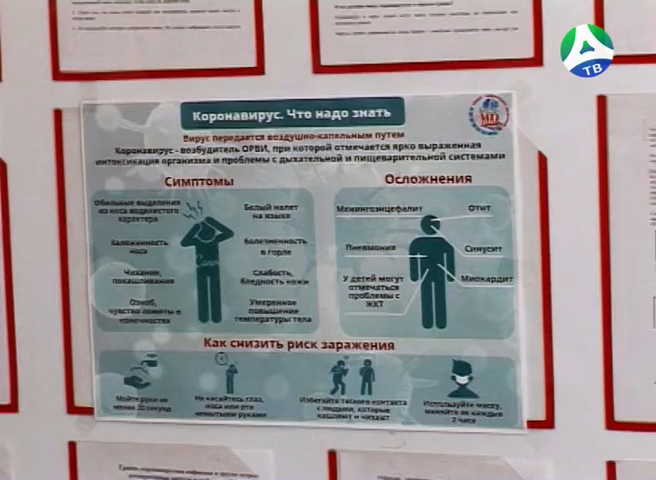 ТВ
Коронавирус. Что надо знать
Вирус передается воздушно-капельным путем
Коронавирус - возбудитель ОРВИ, при которой отмечается ярко выраженная
интоксикация организма и проблемы с дыхательной и пищеварительной системами
Симптомы
Обильные выделения
из носа водянистого
характера
Заложенность
носа
Чихание,
покашливания
Озноб,
чувство ломоты в
конечностях
Белый налет
на языке
Болезненность
в горле
Слабость,
бледность кожи
Умеренное
повышение
температуры тела
Осложнения
Менингоэнцефалит
Отит
Пневмония
Синусит
У детей могут
отмечаться
проблемы с
ЖКТ
Миокардит
Как снизить риск заражения
Мойте руки не
менее 20 секунд
Не касайтесь глаз,
носа или рта
немытыми руками
Избегайте тесного контакта
с людьми, которые
кашляют и чихают
Используйте маску,
меняйте ее каждые
2 часа